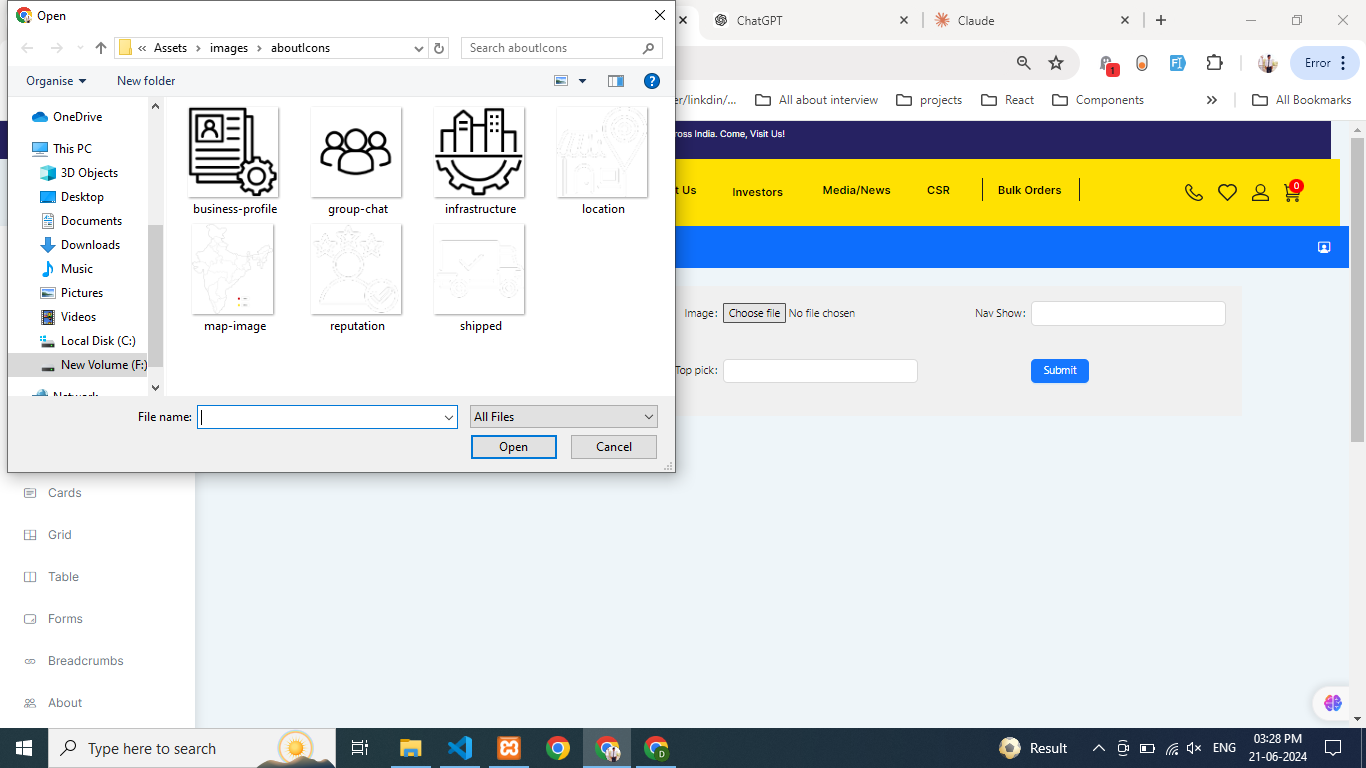 Open
ChatGPT
Claude
Assets
images
aboutIcons
Search aboutIcons
1
Error
Organise
New folder
er/linkdin/...
All about interview
projects
React
Components
All Bookmarks
OneDrive
This PC
3D Objects
Desktop
Documents
Downloads
Music
Pictures
Videos
Local Disk (C:)
New Volume (F:)
Network
business-profile
group-chat
infrastructure
location
map-image
reputation
shipped
File name:
All Files
Open
Cancel
ross India. Come, Visit Us!
t Us
Investors
Media/News
CSR
Bulk Orders
0
Image:
Choose file
No file chosen
Nav Show:
Top pick:
Submit
Cards
Grid
Table
Forms
Breadcrumbs
About
Type here to search
D
Result
ENG
03:28 PM
21-06-2024